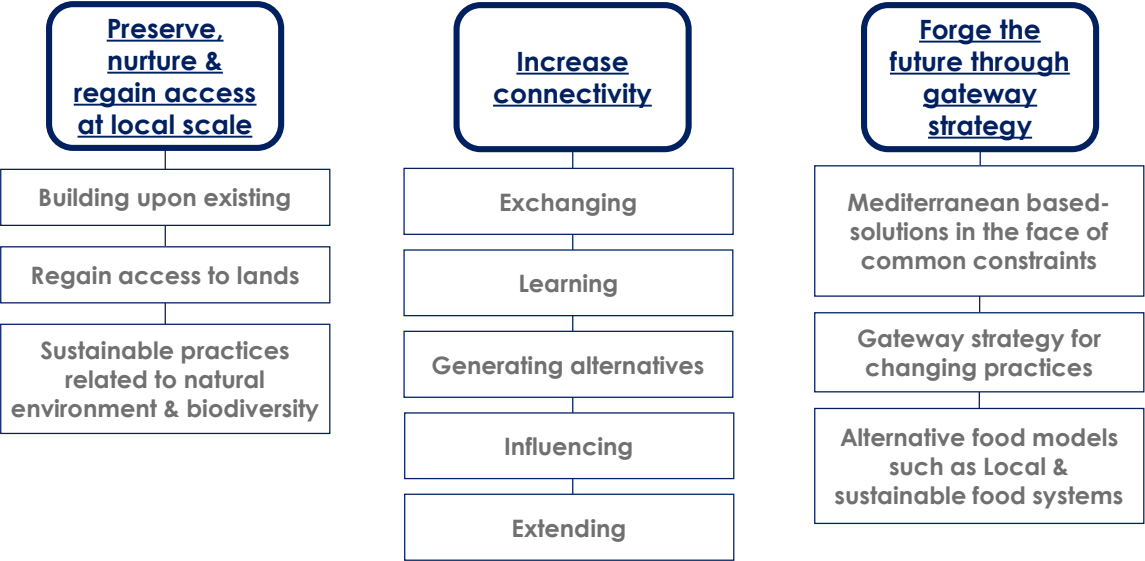 Preserve,
nurture &
regain access
at local scale
Building upon existing
Regain access to lands
Sustainable practices
related to natural
environment & biodiversity
Increase
connectivity
Exchanging
Learning
Generating alternatives
Influencing
Extending
Forge the
future through
gateway
strategy
Mediterranean based-
solutions in the face of
common constraints
Gateway strategy for
changing practices
Alternative food models
such as Local &
sustainable food systems